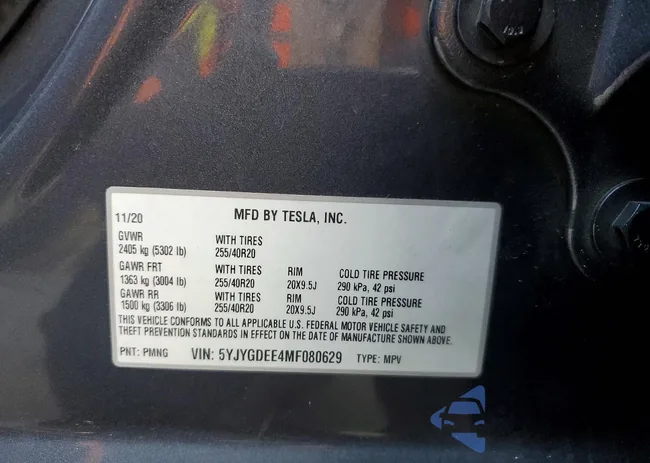 11/20 MFD BY TESLA, INC.
GVWR WITH TIRES
2405 kg (5302 lb) 255/40R20
GAWR FRT WITH TIRES RIM COLD TIRE PRESSURE
1363 kg (3004 lb) 255/40R20 20X9.5J 290 kPa, 42 psi
GAWR RR WITH TIRES RIM COLD TIRE PRESSURE
1500 kg (3306 lb) 255/40R20 20X9.5J 290 kPa, 42 psi
THIS VEHICLE CONFORMS TO ALL APPLICABLE U.S. FEDERAL MOTOR VEHICLE SAFETY AND
THEFT PREVENTION STANDARDS IN EFFECT ON THE DATE OF MANUFACTURE SHOWN ABOVE.
PNT: PMNG VIN: 5YJYGDEE4MF080629 TYPE: MPV